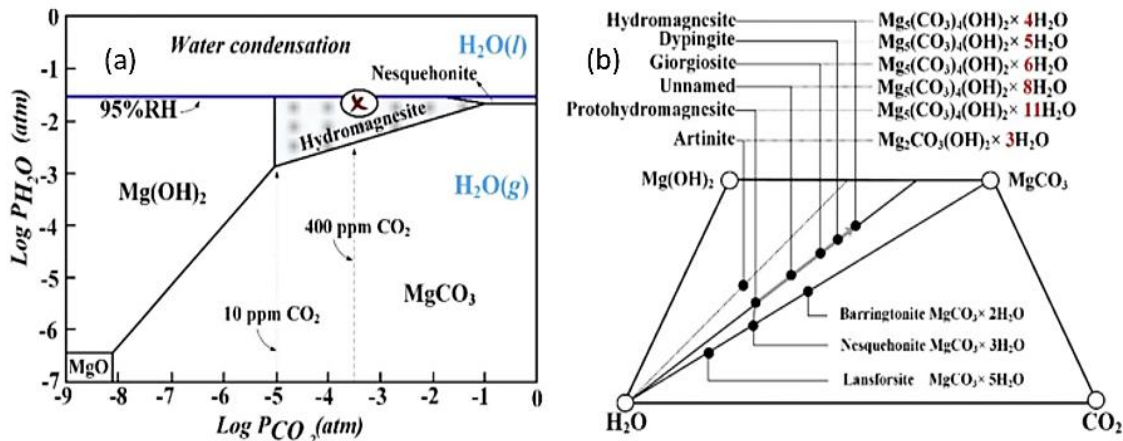 (a)
Water condensation
H₂O(l)
Nesquehonite
95%RH
Hydromagnesite
Mg(OH)₂
H₂O(g)
400 ppm CO₂
MgCO₃
10 ppm CO₂
MgO
0
-1
-2
-3
-4
-5
-6
-7
Log PH₂O (atm)
-9 -8 -7 -6 -5 -4 -3 -2 -1 0
Log PCO₂ (atm)
(b)
Hydromagnesite Mg₅(CO₃)₄(OH)₂× 4H₂O
Dypingite Mg₅(CO₃)₄(OH)₂× 5H₂O
Giorgiosite Mg₅(CO₃)₄(OH)₂× 6H₂O
Unnamed Mg₅(CO₃)₄(OH)₂× 8H₂O
Protohydromagnesite Mg₅(CO₃)₄(OH)₂× 11H₂O
Artinite Mg₂CO₃(OH)₂× 3H₂O
Mg(OH)₂ MgCO₃
Barringtonite MgCO₃× 2H₂O
Nesquehonite MgCO₃× 3H₂O
Lansforsite MgCO₃× 5H₂O
H₂O CO₂